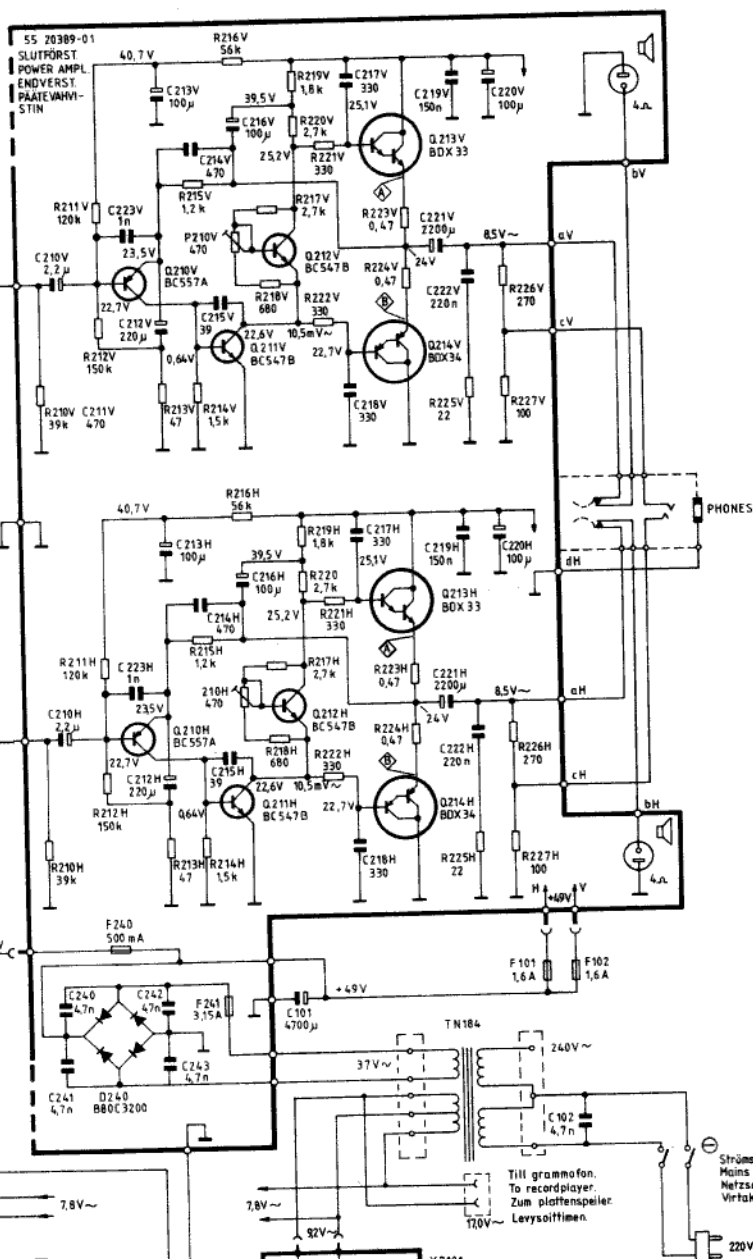 55 20389-01
SLUTFÖRST.
POWER AMPL.
ENDVERST.
PÄÄTEVAHVI-
STIN
40,7V
R216V
56k
C213V
100µ
39,5V
R219V
1,8k
C217V
330
C219V
150n
C220V
100µ
4Ω
C216V
100µ
R220V
2,7k
25,1V
Q213V
BDX33
C214V
470
25,2V
R221V
330
R215V
1,2k
A
bV
R211V
120k
C223V
1n
R217V
2,7k
P210V
470
R223V
0,47
C221V
2200µ
8,5V~
aV
23,5V
Q212V
BC547B
24V
C210V
2,2µ
Q210V
BC557A
R224V
0,47
C222V
220n
R226V
270
R218V
680
R222V
330
B
22,7V
C215V
39
C212V
220µ
22,6V
10,5mV~
cV
R212V
150k
0,64V
Q211V
BC547B
22,7V
Q214V
BDX34
R210V
39k
C211V
470
R213V
47
R214V
1,5k
C218V
330
R225V
22
R227V
100
40,7V
R216H
56k
PHONES
C213H
100µ
39,5V
R219H
1,8k
C217H
330
C219H
150n
C220H
100µ
C216H
100µ
R220
2,7k
25,1V
dH
Q213H
BDX33
C214H
470
25,2V
R221H
330
R215H
1,2k
A
R211H
120k
C223H
1n
R217H
2,7k
210H
470
R223H
0,47
C221H
2200µ
8,5V~
aH
23,5V
Q212H
BC547B
24V
C210H
2,2µ
Q210H
BC557A
R224H
0,47
C222H
220n
R226H
270
R218H
680
R222H
330
B
22,7V
C215H
39
C212H
220µ
22,6V
10,5mV~
cH
R212H
150k
0,64V
Q211H
BC547B
22,7V
Q214H
BDX34
bH
R210H
39k
R213H
47
R214H
1,5k
C218H
330
R225H
22
R227H
100
4Ω
H
+49V
V
F240
500mA
F101
1,6A
F102
1,6A
C240
4,7n
C242
47n
F241
3,15A
+49V
C101
4700µ
TN184
C241
4,7n
D240
B80C3200
C243
4,7n
37V~
240V~
C102
4,7n
Mains
Till grammofon.
To recordplayer.
Zum plattenspeiler.
Levysoittimen.
7,8V~
7,8V~
17,0V~
9,2V~
220V